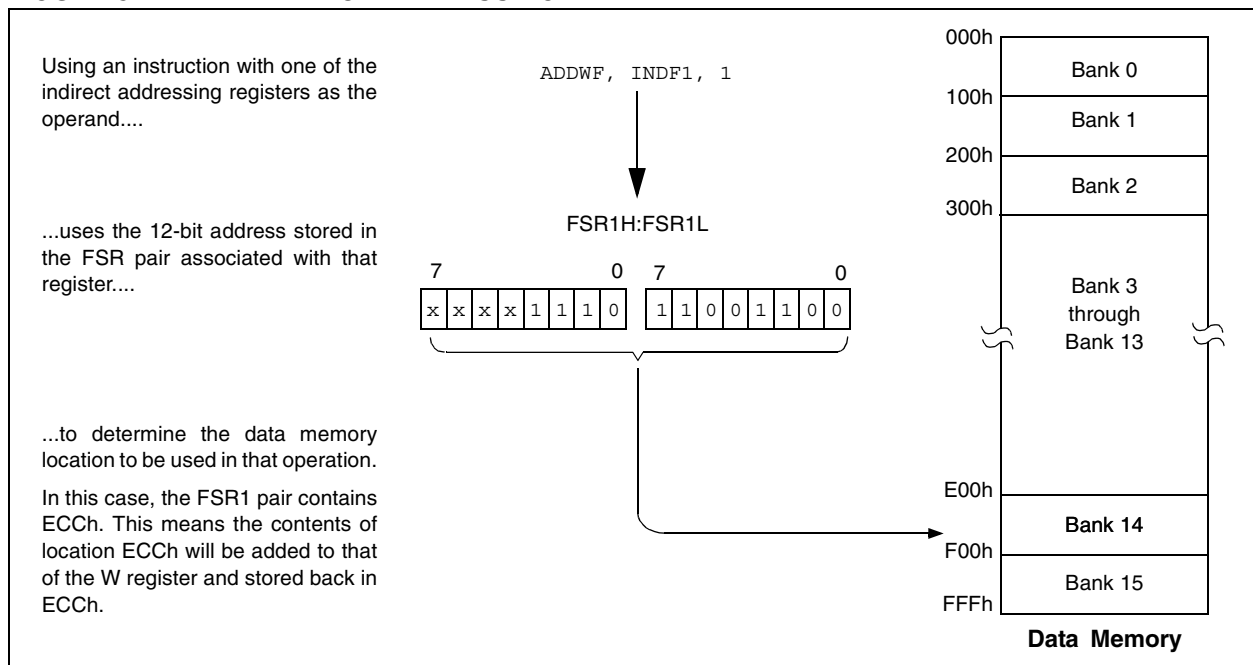 Using an instruction with one of the
indirect addressing registers as the
operand....
ADDWF, INDF1, 1
...uses the 12-bit address stored in
the FSR pair associated with that
register....
FSR1H:FSR1L
7 0 7 0
x x x x 1 1 1 0 1 1 0 0 1 1 0 0
...to determine the data memory
location to be used in that operation.
In this case, the FSR1 pair contains
ECCh. This means the contents of
location ECCh will be added to that
of the W register and stored back in
ECCh.
000h
Bank 0
100h
Bank 1
200h
Bank 2
300h
Bank 3
through
Bank 13
E00h
Bank 14
F00h
Bank 15
FFFh
Data Memory